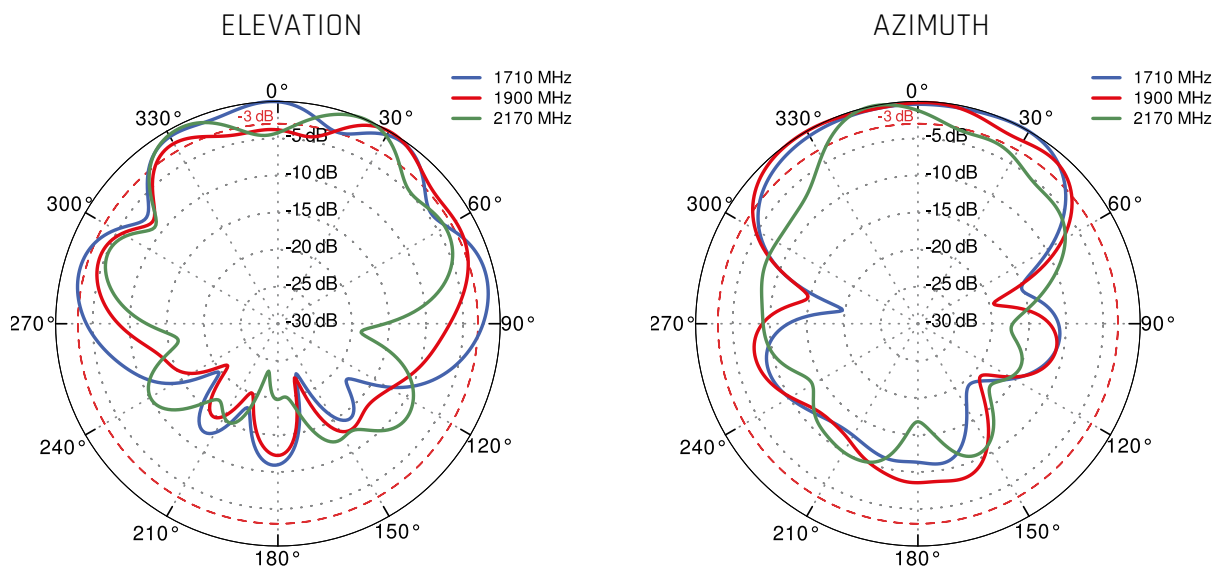 ELEVATION
1710 MHz
1900 MHz
2170 MHz
0°
30°
60°
90°
120°
150°
180°
210°
240°
270°
300°
330°
-3 dB
-5 dB
-10 dB
-15 dB
-20 dB
-25 dB
-30 dB
AZIMUTH
1710 MHz
1900 MHz
2170 MHz
0°
30°
60°
90°
120°
150°
180°
210°
240°
270°
300°
330°
-3 dB
-5 dB
-10 dB
-15 dB
-20 dB
-25 dB
-30 dB